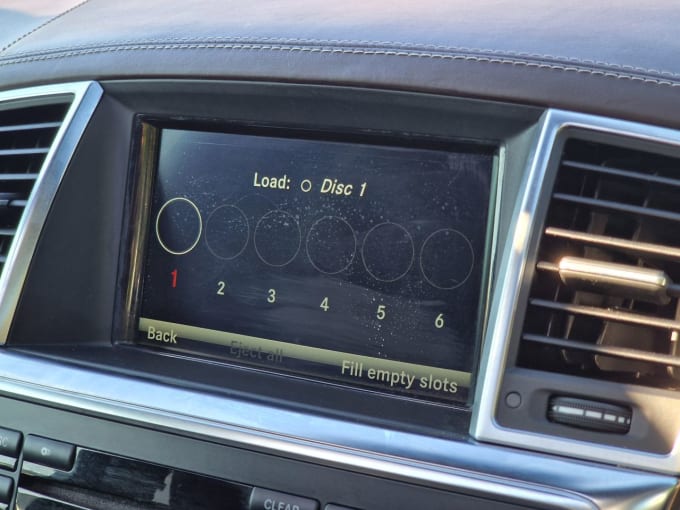 Load: Disc 1
1 2 3 4 5 6
Back Eject all Fill empty slots
CLEAR